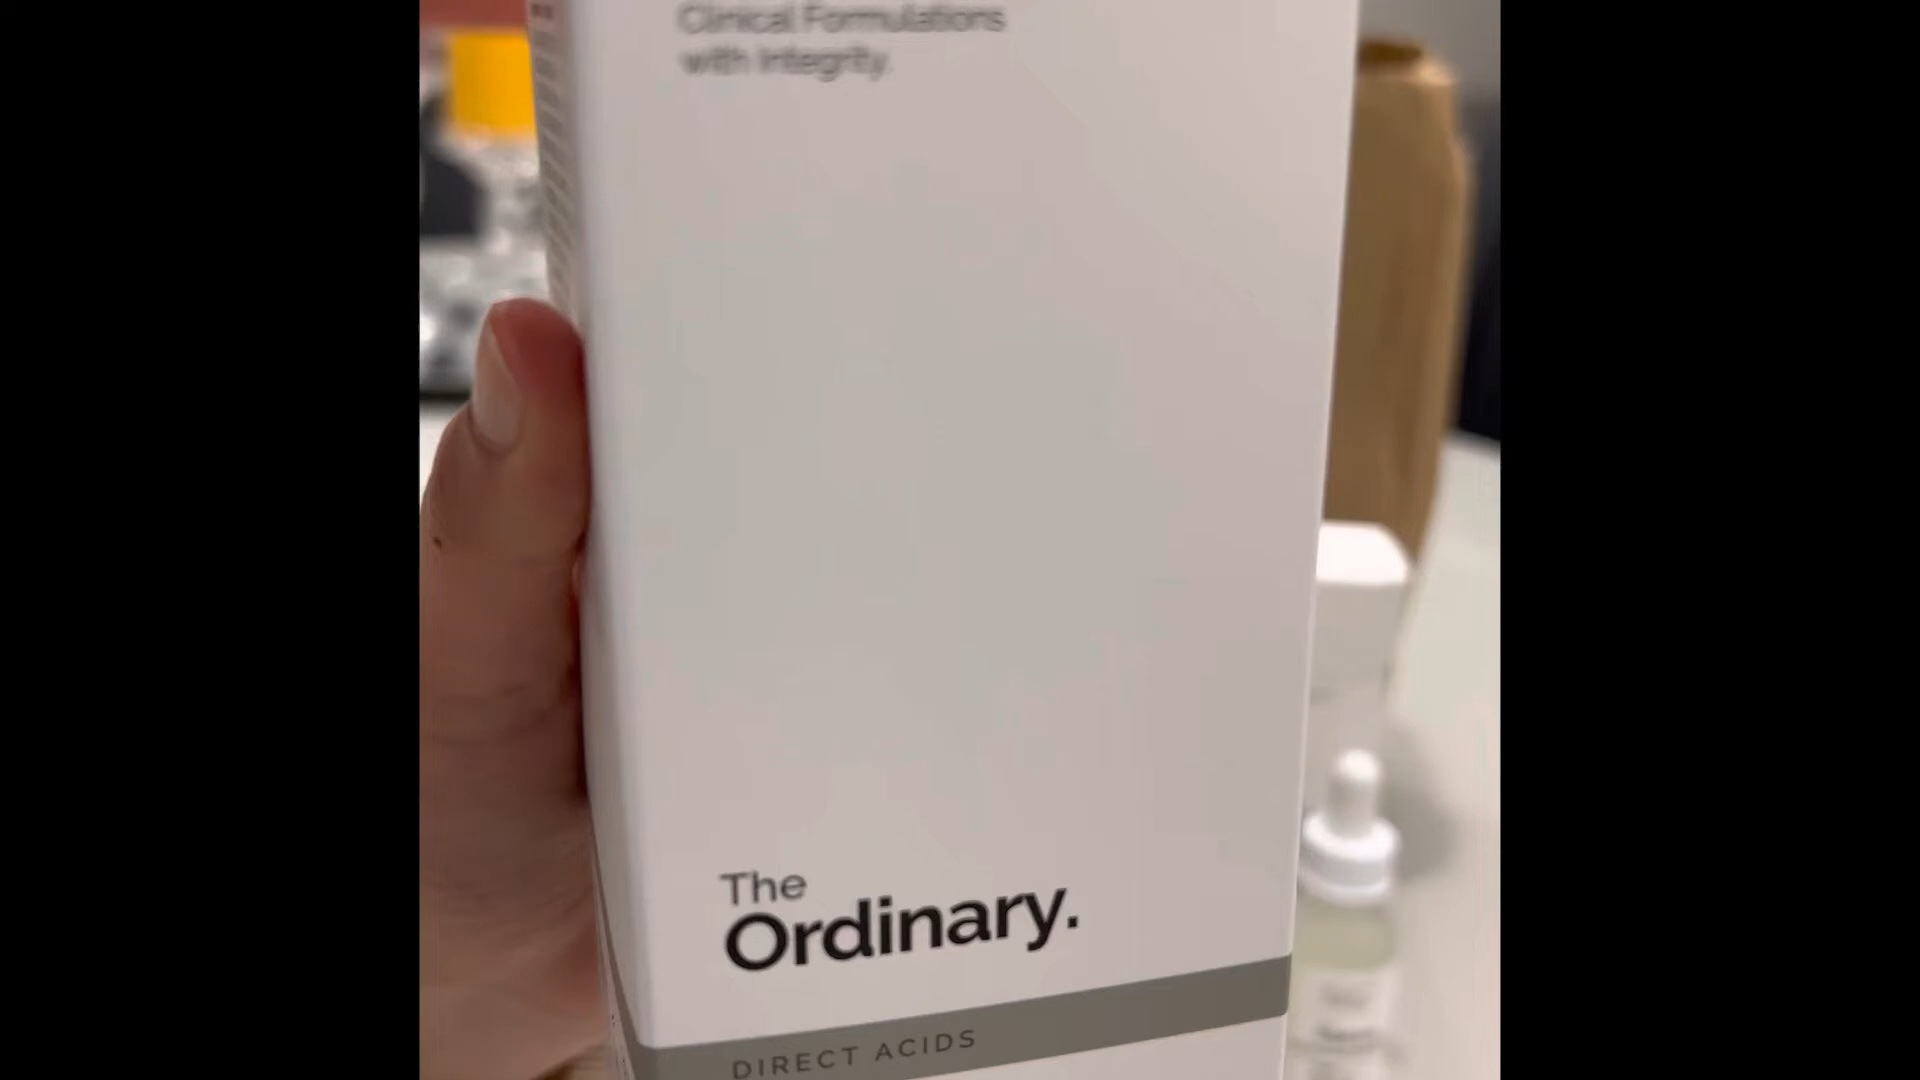 Clinical Formulations
with Integrity.
The
Ordinary.
DIRECT ACIDS